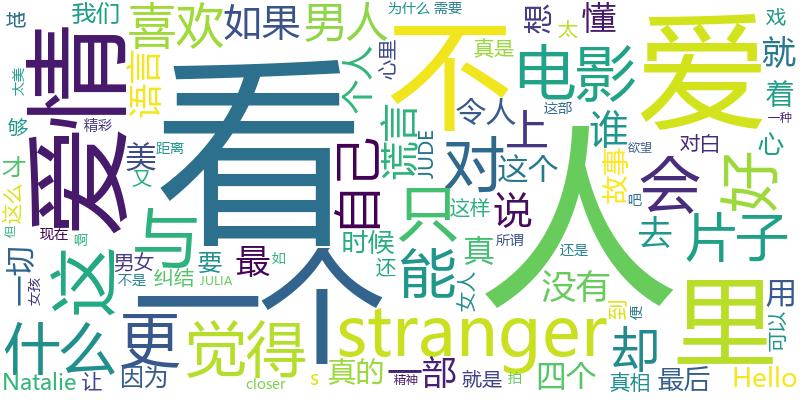 地 我们 喜欢 如果 男人 为什么 需要 想 懂 爱 太 戏
爱情 看 不 语言 个人 心里 真是 电影 就 着
够 太美 精彩 距离 谎言 JUDE 令人 上 谁 这部 一种
这么 才 美 又 自己 对 这个 故事 欲望 对白 心
但 现在 啊 与 这样 说 人 会 吧 好
一切 这 男女 要 最 时候 还 只 能 真 所谓 女人 没有 还是 去 片子
女孩 不是 纠结 JULIA 如 一个 到 便 里 用 可以
什么 更 觉得 stranger 却
Natalie 让 因为 closer s 真的 精神 一部 就是 拍 四个 真相 最后 Hello